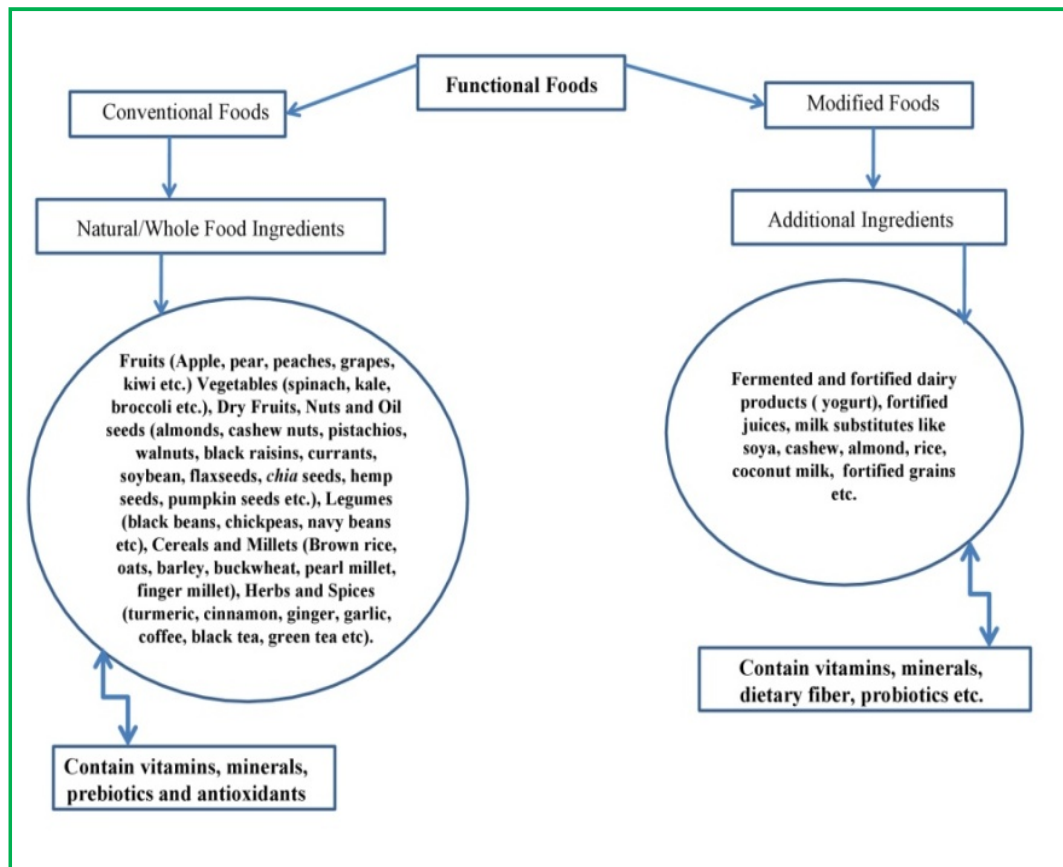 Functional Foods
Conventional Foods
Modified Foods
Natural/Whole Food Ingredients
Additional Ingredients
Fruits (Apple, pear, peaches, grapes,
kiwi etc.) Vegetables (spinach, kale,
broccoli etc.), Dry Fruits, Nuts and Oil
seeds (almonds, cashew nuts, pistachios,
walnuts, black raisins, currants,
soybean, flaxseeds, chia seeds, hemp
seeds, pumpkin seeds etc.), Legumes
(black beans, chickpeas, navy beans
etc), Cereals and Millets (Brown rice,
oats, barley, buckwheat, pearl millet,
finger millet), Herbs and Spices
(turmeric, cinnamon, ginger, garlic,
coffee, black tea, green tea etc).
Fermented and fortified dairy
products ( yogurt), fortified
juices, milk substitutes like
soya, cashew, almond, rice,
coconut milk, fortified grains
etc.
Contain vitamins, minerals,
dietary fiber, probiotics etc.
Contain vitamins, minerals,
prebiotics and antioxidants